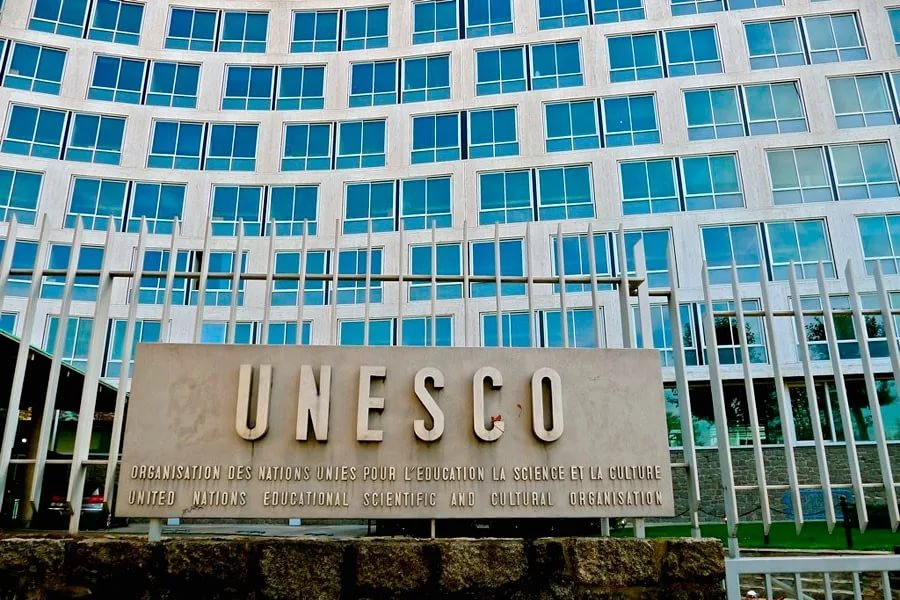 UNESCO
ORGANISATION DES NATIONS UNIES POUR L'EDUCATION LA SCIENCE ET LA CULTURE
UNITED NATIONS EDUCATIONAL SCIENTIFIC AND CULTURAL ORGANISATION